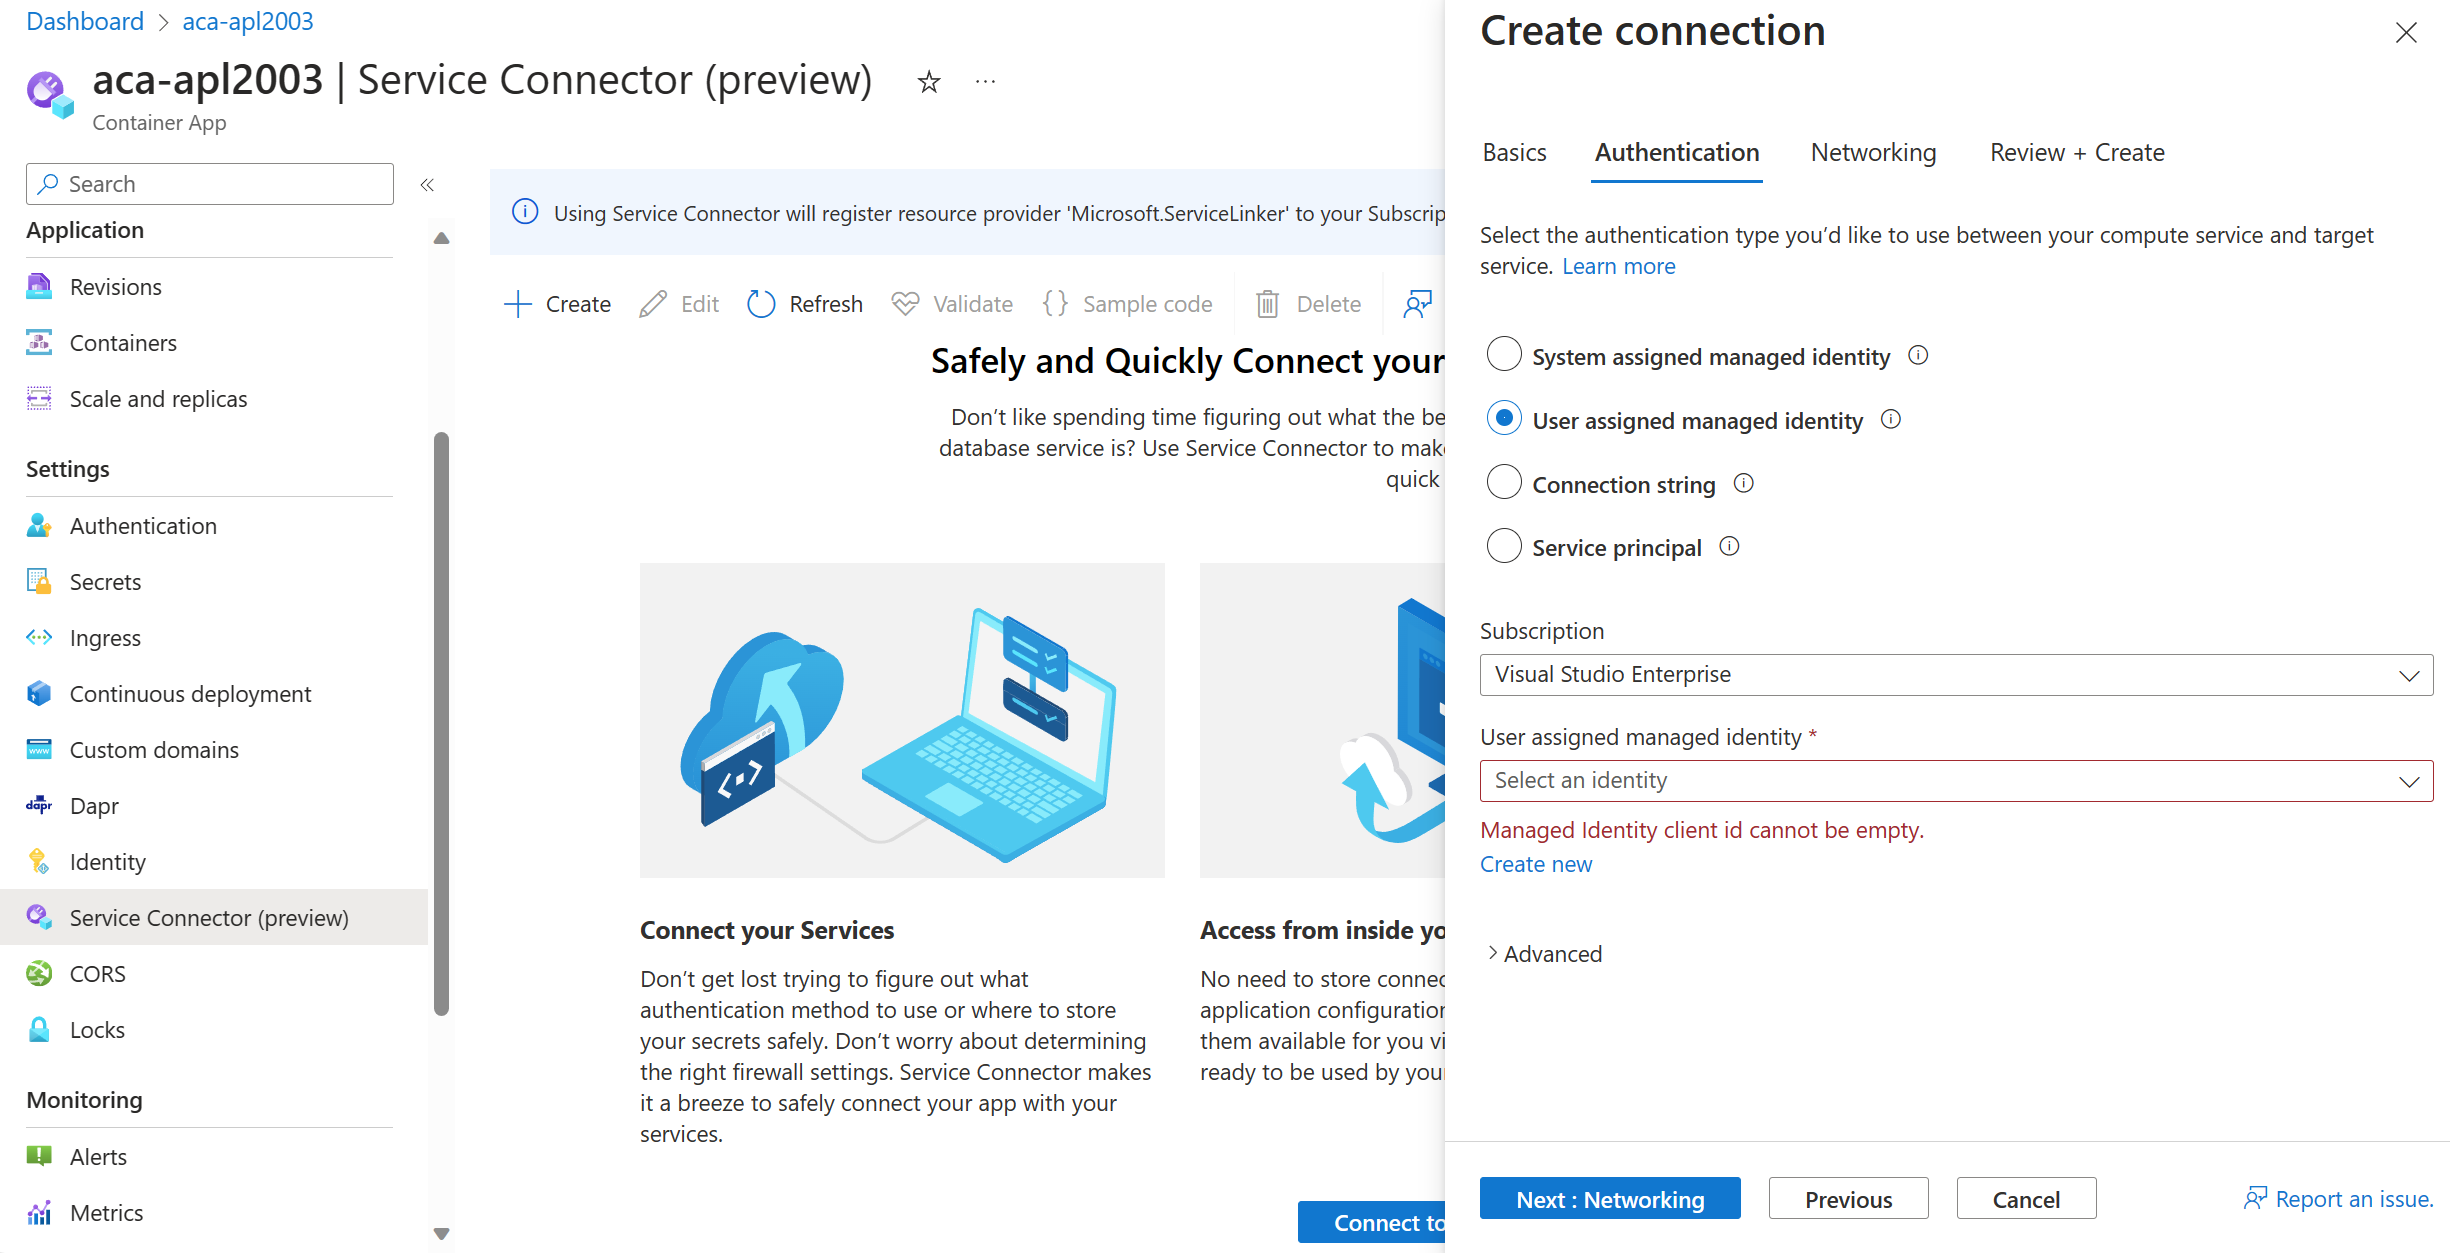 Dashboard > aca-apl2003
aca-apl2003 | Service Connector (preview)
Container App
Search
Application
Revisions
Containers
Scale and replicas
Settings
Authentication
Secrets
Ingress
Continuous deployment
Custom domains
dapr Dapr
Identity
Service Connector (preview)
CORS
Locks
Monitoring
Alerts
Metrics
Using Service Connector will register resource provider 'Microsoft.ServiceLinker' to your Subscrip
Create Edit Refresh Validate Sample code Delete
Safely and Quickly Connect your
Don't like spending time figuring out what the be
database service is? Use Service Connector to mak
quick
Connect your Services
Don't get lost trying to figure out what
authentication method to use or where to store
your secrets safely. Don't worry about determining
the right firewall settings. Service Connector makes
it a breeze to safely connect your app with your
services.
Access from inside yo
No need to store connec
application configuration
them available for you vi
ready to be used by your
Connect to
Create connection
Basics Authentication Networking Review + Create
Select the authentication type you'd like to use between your compute service and target
service. Learn more
System assigned managed identity
User assigned managed identity
Connection string
Service principal
Subscription
Visual Studio Enterprise
User assigned managed identity *
Select an identity
Managed Identity client id cannot be empty.
Create new
Advanced
Next : Networking Previous Cancel Report an issue.